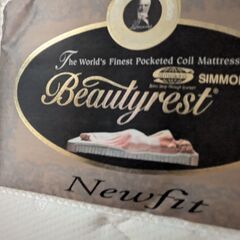 The World's Finest Pocketed Coil Mattress
SIMMO
Beautyrest®
Newfit